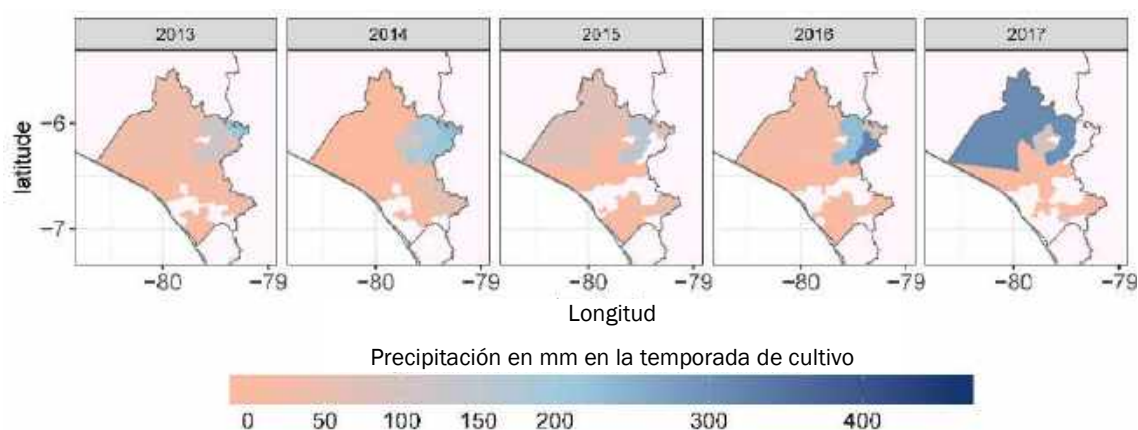 2013 2014 2015 2016 2017
latitude
−6
−7
−80 −79 −80 −79 −80 −79 −80 −79 −80 −79
Longitud
Precipitación en mm en la temporada de cultivo
0 50 100 150 200 300 400